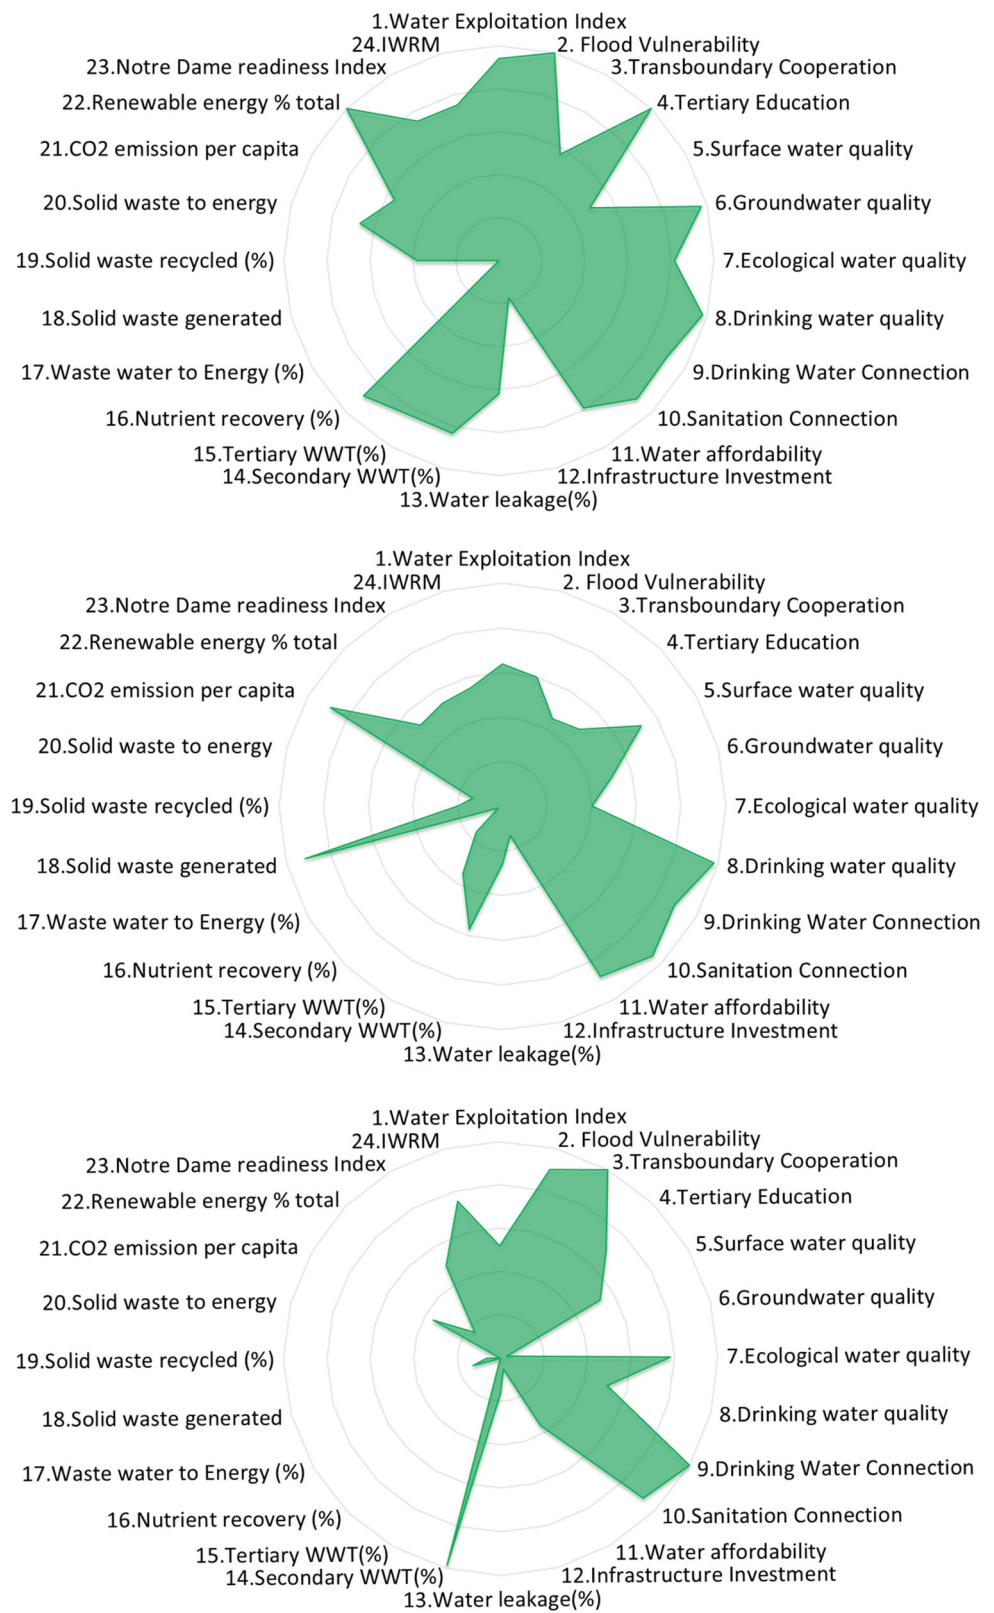 1.Water Exploitation Index
24.IWRM
2. Flood Vulnerability
23.Notre Dame readiness Index
3.Transboundary Cooperation
22.Renewable energy % total
4.Tertiary Education
21.CO2 emission per capita
5.Surface water quality
20.Solid waste to energy
6.Groundwater quality
19.Solid waste recycled (%)
7.Ecological water quality
18.Solid waste generated
8.Drinking water quality
17.Waste water to Energy (%)
9.Drinking Water Connection
16.Nutrient recovery (%)
10.Sanitation Connection
15.Tertiary WWT(%)
11.Water affordability
14.Secondary WWT(%)
12.Infrastructure Investment
13.Water leakage(%)
1.Water Exploitation Index
24.IWRM
2. Flood Vulnerability
23.Notre Dame readiness Index
3.Transboundary Cooperation
22.Renewable energy % total
4.Tertiary Education
21.CO2 emission per capita
5.Surface water quality
20.Solid waste to energy
6.Groundwater quality
19.Solid waste recycled (%)
7.Ecological water quality
18.Solid waste generated
8.Drinking water quality
17.Waste water to Energy (%)
9.Drinking Water Connection
16.Nutrient recovery (%)
10.Sanitation Connection
15.Tertiary WWT(%)
11.Water affordability
14.Secondary WWT(%)
12.Infrastructure Investment
13.Water leakage(%)
1.Water Exploitation Index
24.IWRM
2. Flood Vulnerability
23.Notre Dame readiness Index
3.Transboundary Cooperation
22.Renewable energy % total
4.Tertiary Education
21.CO2 emission per capita
5.Surface water quality
20.Solid waste to energy
6.Groundwater quality
19.Solid waste recycled (%)
7.Ecological water quality
18.Solid waste generated
8.Drinking water quality
17.Waste water to Energy (%)
9.Drinking Water Connection
16.Nutrient recovery (%)
10.Sanitation Connection
15.Tertiary WWT(%)
11.Water affordability
14.Secondary WWT(%)
12.Infrastructure Investment
13.Water leakage(%)